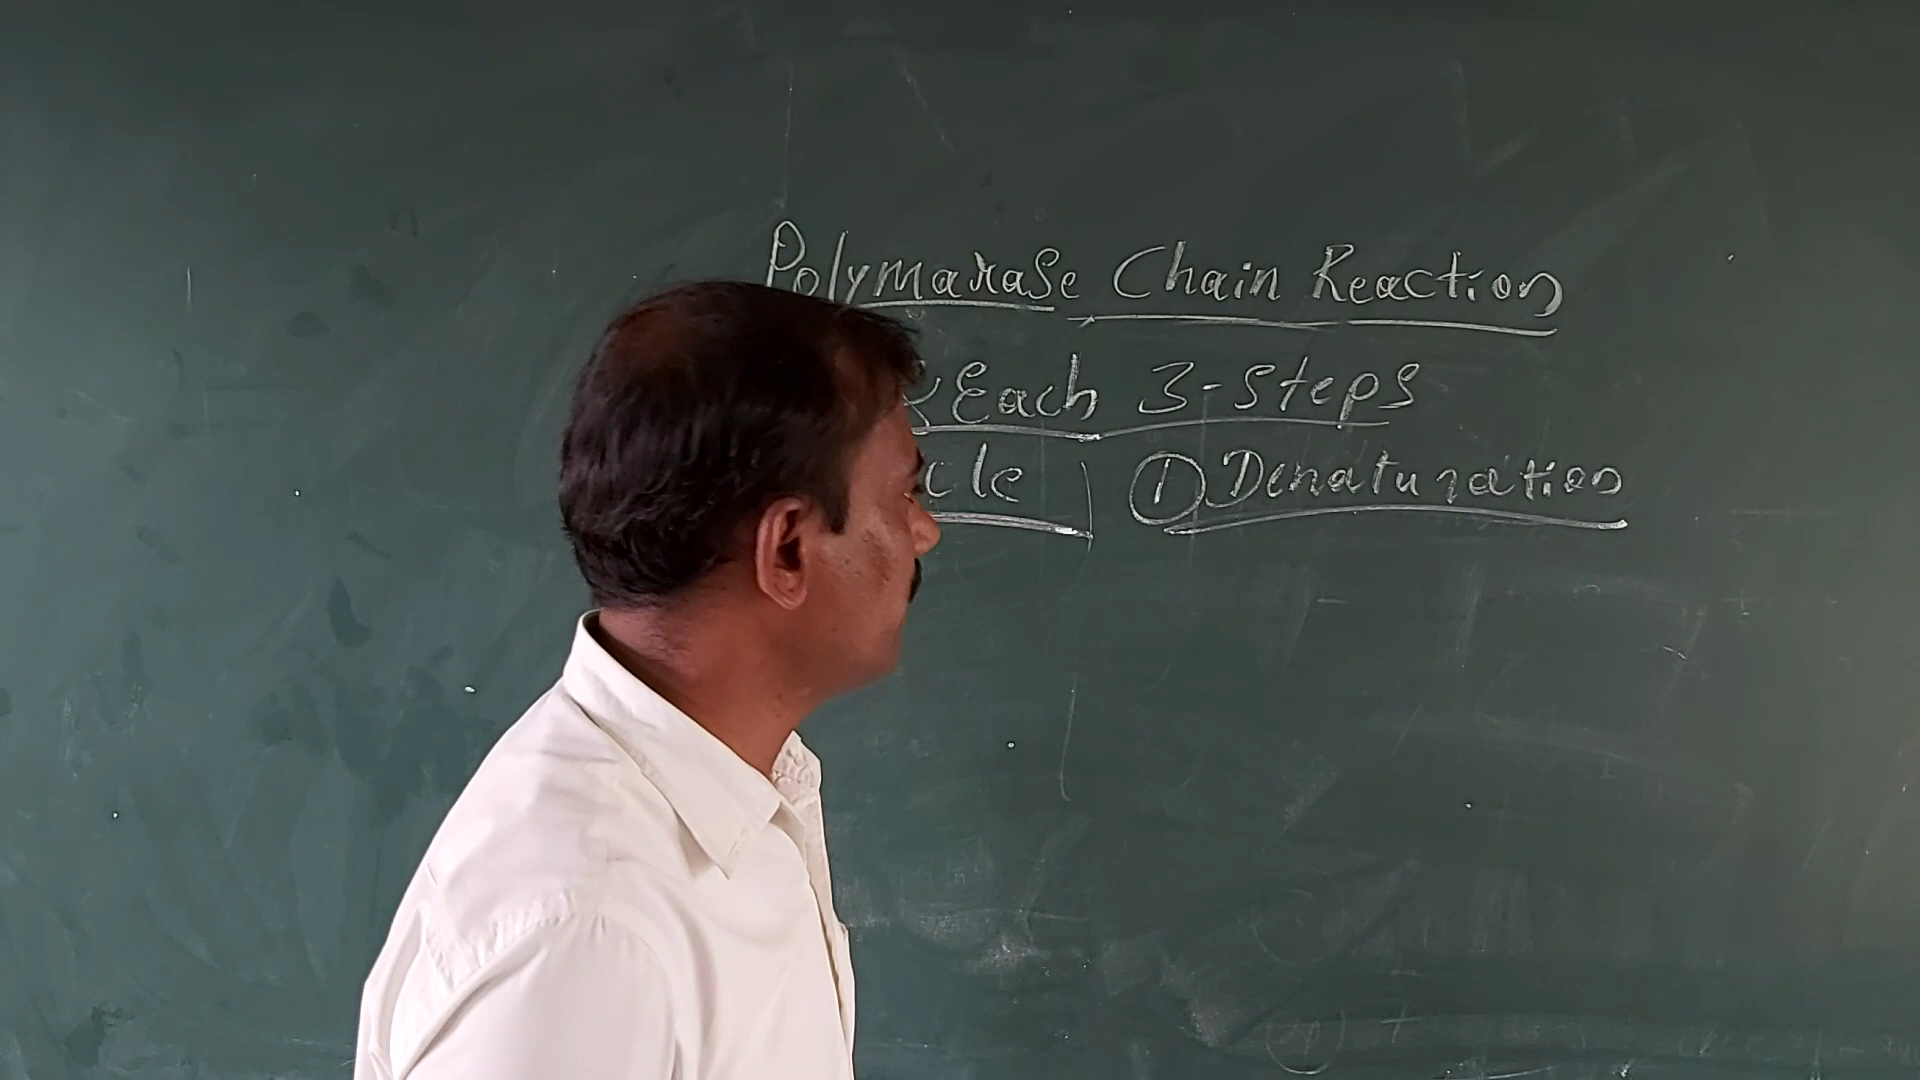 Polymarase Chain Reaction
Each 3-Steps
cle ① Denaturation